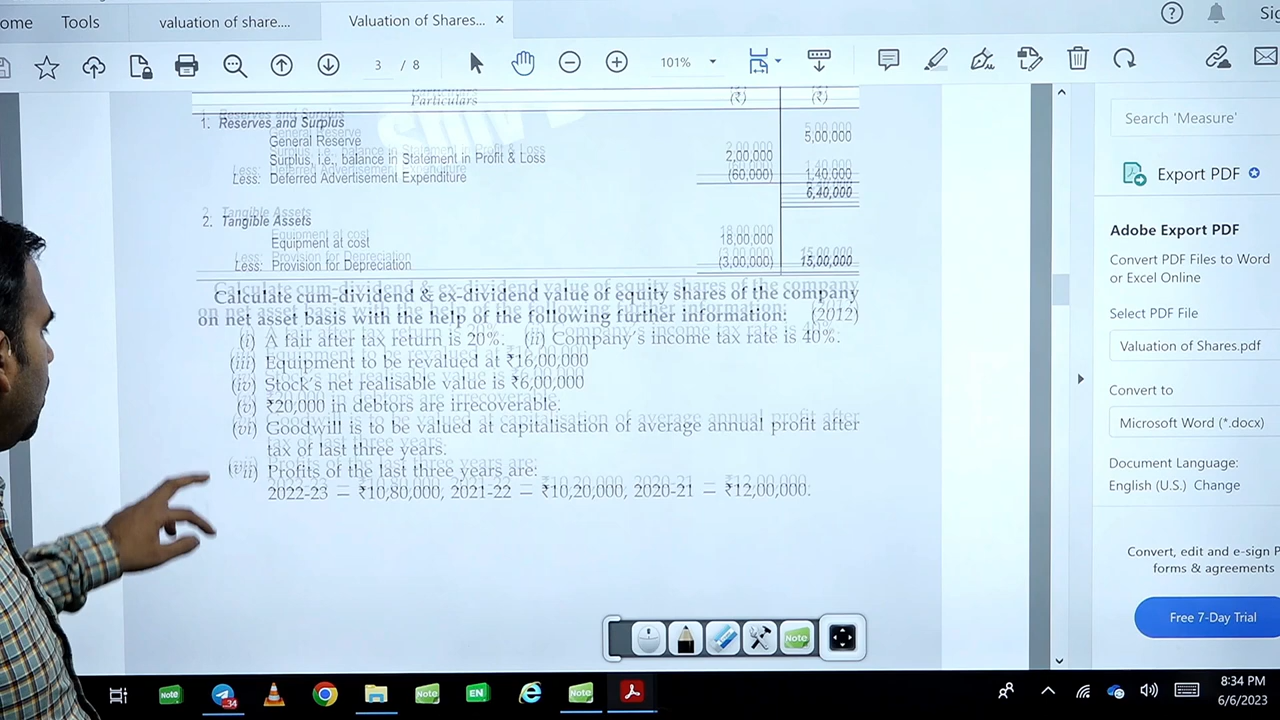 ome Tools valuation of share.... Valuation of Shares... × ? Sig
3 / 8 101%
Particulars (₹) (₹)
1. Reserves and Surplus
General Reserve 5,00,000
Surplus, i.e., balance in Statement in Profit & Loss 2,00,000
Less: Deferred Advertisement Expenditure (60,000) 1,40,000
6,40,000
2. Tangible Assets
Equipment at cost 18,00,000
Less: Provision for Depreciation (3,00,000) 15,00,000
Calculate cum-dividend & ex-dividend value of equity shares of the company
on net asset basis with the help of the following further information: (2012)
(i) A fair after tax return is 20%. (ii) Company's income tax rate is 40%.
(iii) Equipment to be revalued at ₹16,00,000
(iv) Stock's net realisable value is ₹6,00,000
(v) ₹20,000 in debtors are irrecoverable.
(vi) Goodwill is to be valued at capitalisation of average annual profit after
tax of last three years.
(vii) Profits of the last three years are:
2022-23 = ₹10,80,000, 2021-22 = ₹10,20,000, 2020-21 = ₹12,00,000.
Search 'Measure'
Export PDF
Adobe Export PDF
Convert PDF Files to Word
or Excel Online
Select PDF File
Valuation of Shares.pdf
Convert to
Microsoft Word (*.docx)
Document Language:
English (U.S.) Change
Convert, edit and e-sign P
forms & agreements
Free 7-Day Trial
Note
Note 34 Note EN Note
8:34 PM
6/6/2023